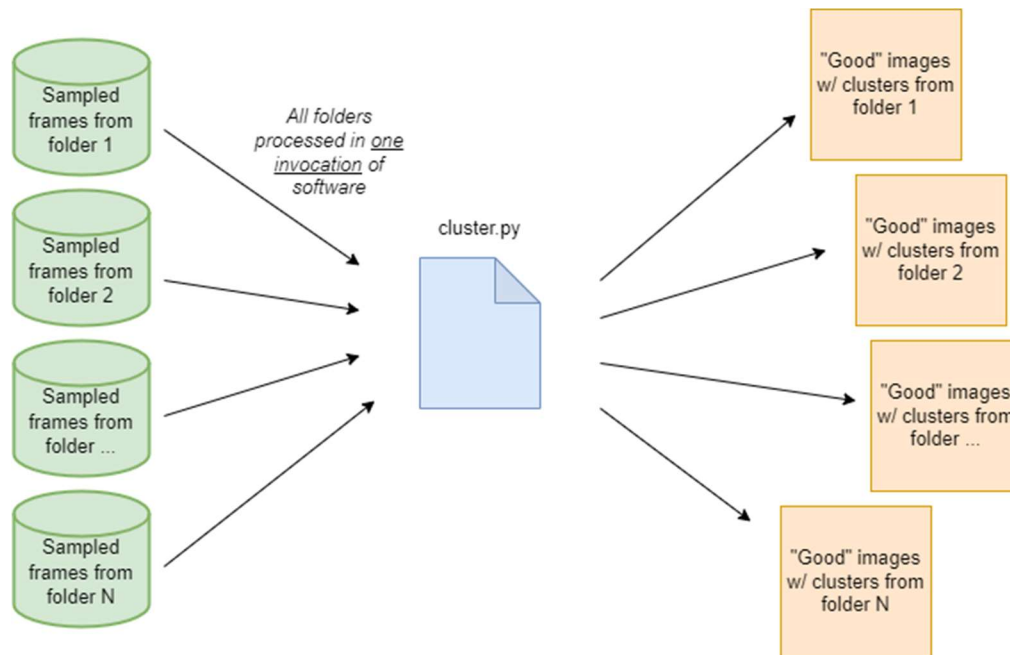 Sampled
frames from
folder 1
Sampled
frames from
folder 2
Sampled
frames from
folder ...
Sampled
frames from
folder N
All folders
processed in one
invocation of
software
cluster.py
"Good" images
w/ clusters from
folder 1
"Good" images
w/ clusters from
folder 2
"Good" images
w/ clusters from
folder ...
"Good" images
w/ clusters from
folder N